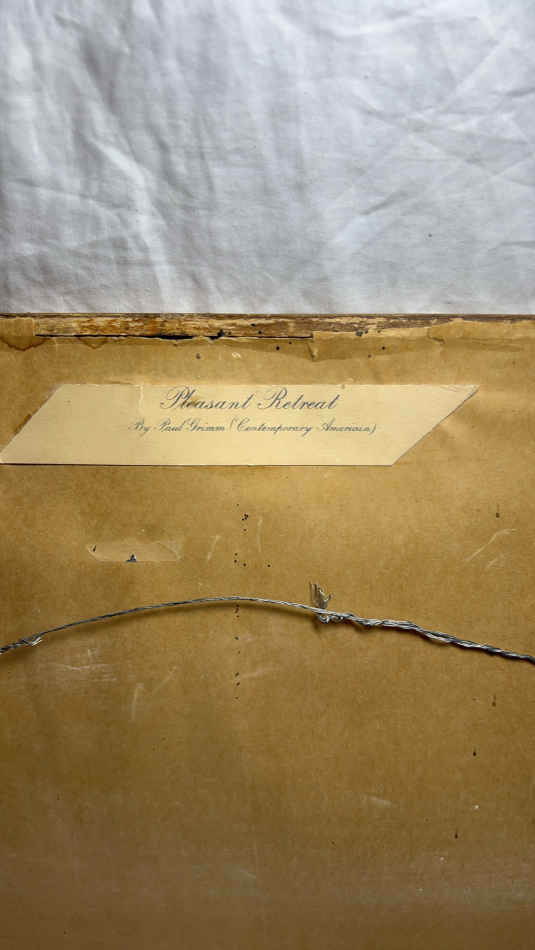 Pleasant Retreat
By Paul Grimm (Contemporary American)